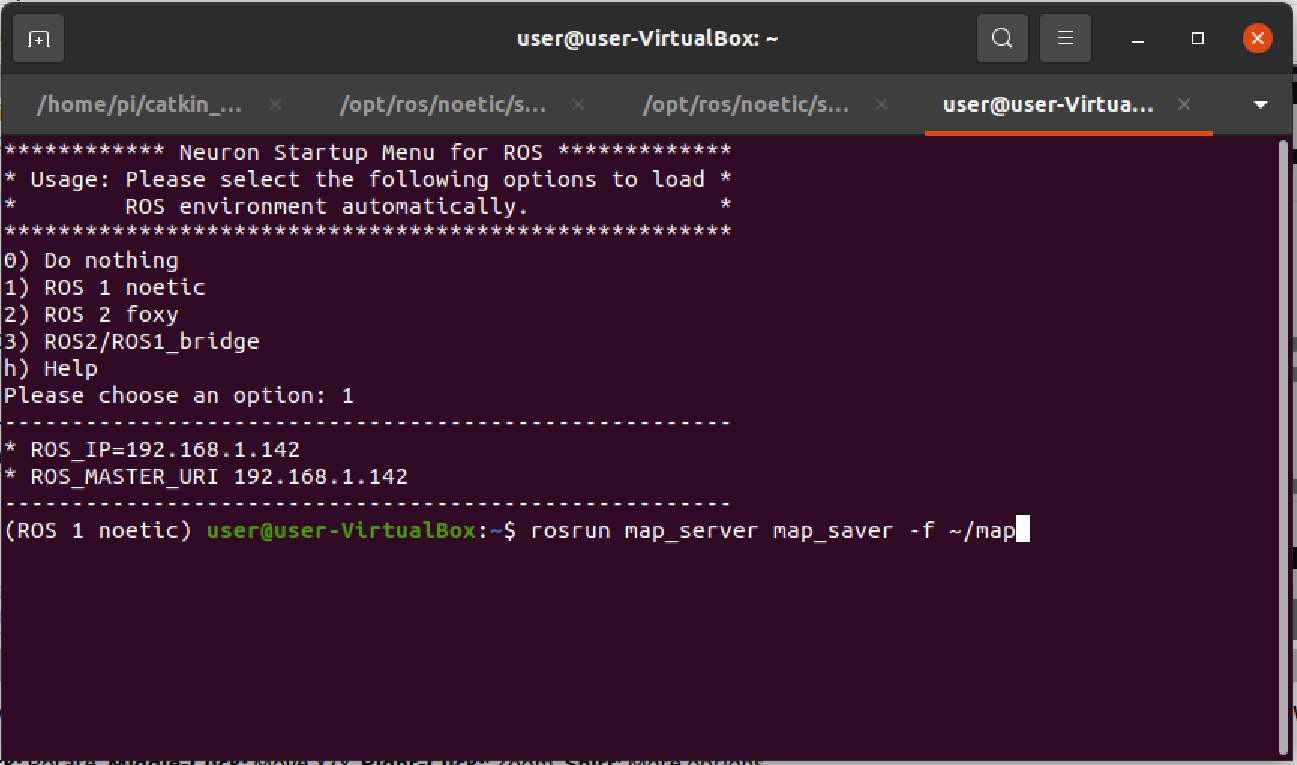 user@user-VirtualBox: ~
/home/pi/catkin_... /opt/ros/noetic/s... /opt/ros/noetic/s... user@user-Virtua...
************ Neuron Startup Menu for ROS *************
* Usage: Please select the following options to load *
*        ROS environment automatically.              *
******************************************************
0) Do nothing
1) ROS 1 noetic
2) ROS 2 foxy
3) ROS2/ROS1_bridge
h) Help
Please choose an option: 1
------------------------------------------------------
* ROS_IP=192.168.1.142
* ROS_MASTER_URI 192.168.1.142
------------------------------------------------------
(ROS 1 noetic) user@user-VirtualBox:~$ rosrun map_server map_saver -f ~/map